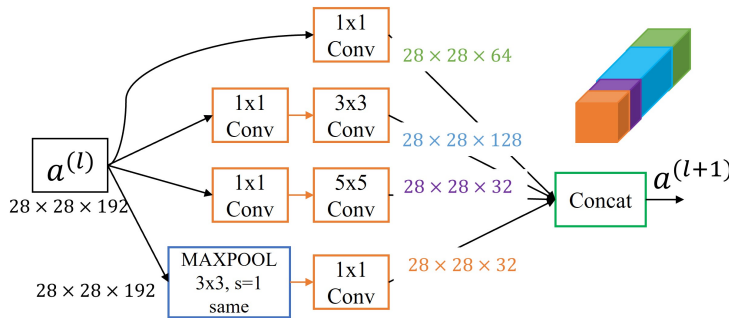 1x1
Conv
28 × 28 × 64
1x1
Conv
3x3
Conv
28 × 28 × 128
a^{(l)}
28 × 28 × 192
1x1
Conv
5x5
Conv
28 × 28 × 32
Concat
a^{(l+1)}
28 × 28 × 192
MAXPOOL
3x3, s=1
same
1x1
Conv
28 × 28 × 32